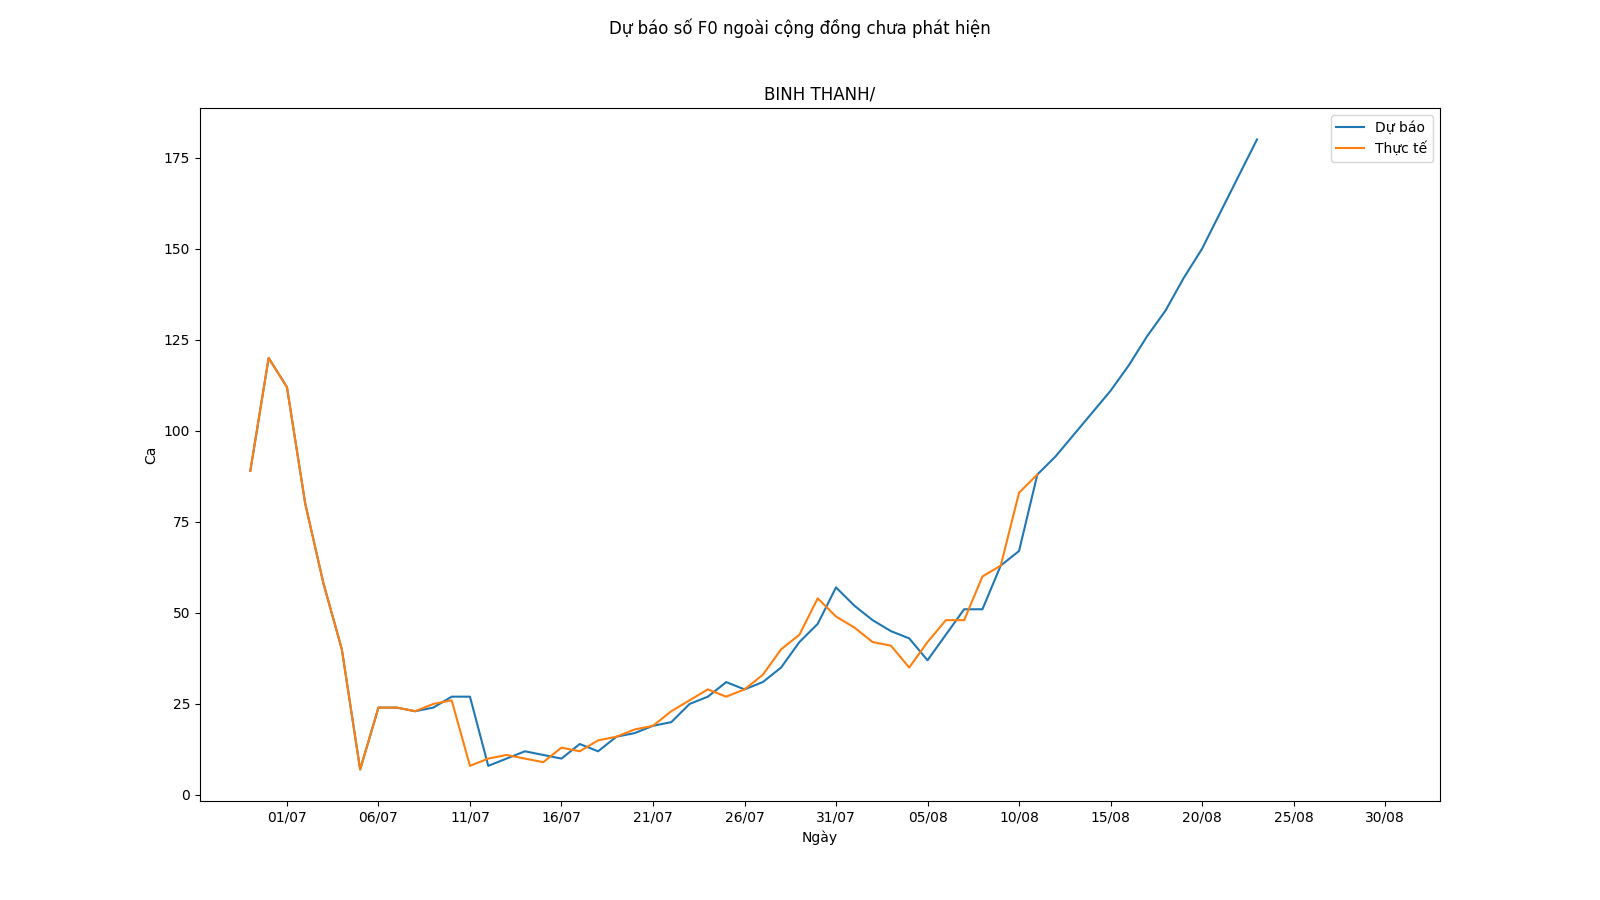 Dự báo số F0 ngoài cộng đồng chưa phát hiện
BINH THANH/
Dự báo
Thực tế
175
150
125
100
75
50
25
0
Ca
01/07 06/07 11/07 16/07 21/07 26/07 31/07 05/08 10/08 15/08 20/08 25/08 30/08
Ngày